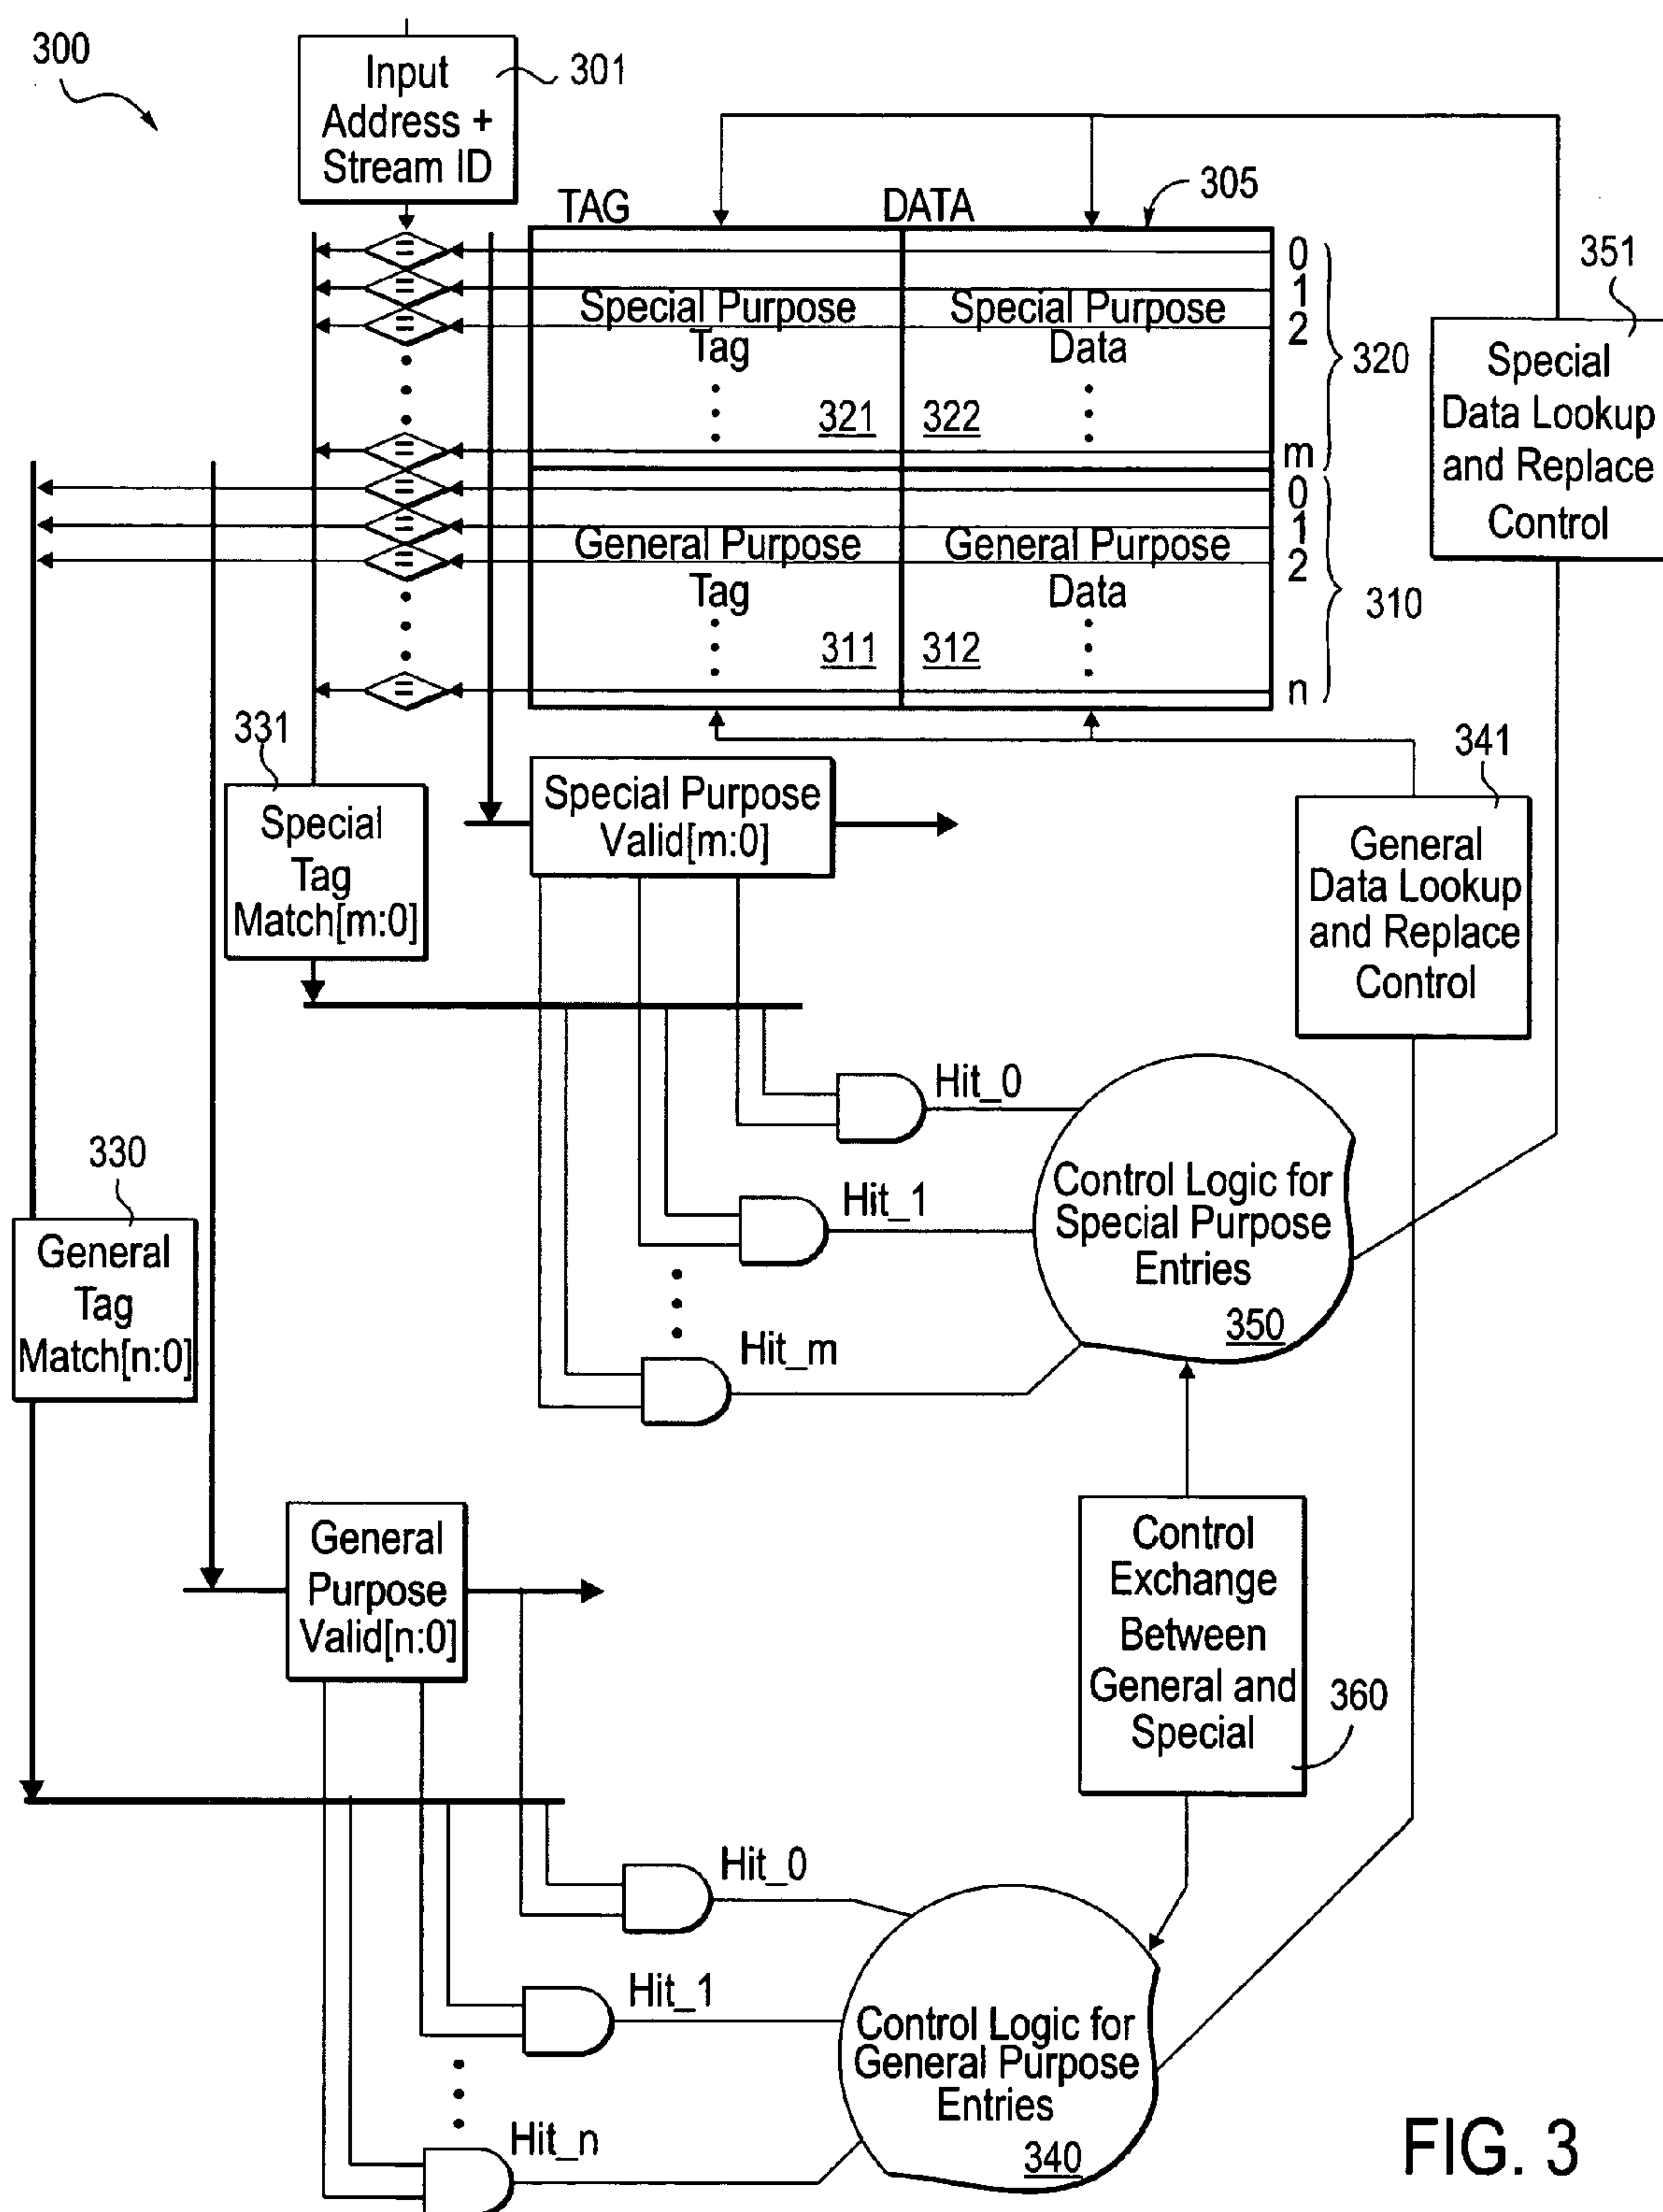 300
Input
Address +
Stream ID
301
TAG
DATA
305
=
=
=
=
=
=
=
=
Special Purpose
Tag
321
Special Purpose
Data
322
0
1
2
m
320
General Purpose
Tag
311
General Purpose
Data
312
0
1
2
n
310
351
Special
Data Lookup
and Replace
Control
331
Special
Tag
Match[m:0]
Special Purpose
Valid[m:0]
341
General
Data Lookup
and Replace
Control
Hit_0
Hit_1
Hit_m
Control Logic for
Special Purpose
Entries
350
330
General
Tag
Match[n:0]
General
Purpose
Valid[n:0]
Control
Exchange
Between
General and
Special
360
Hit_0
Hit_1
Hit_n
Control Logic for
General Purpose
Entries
340
FIG. 3